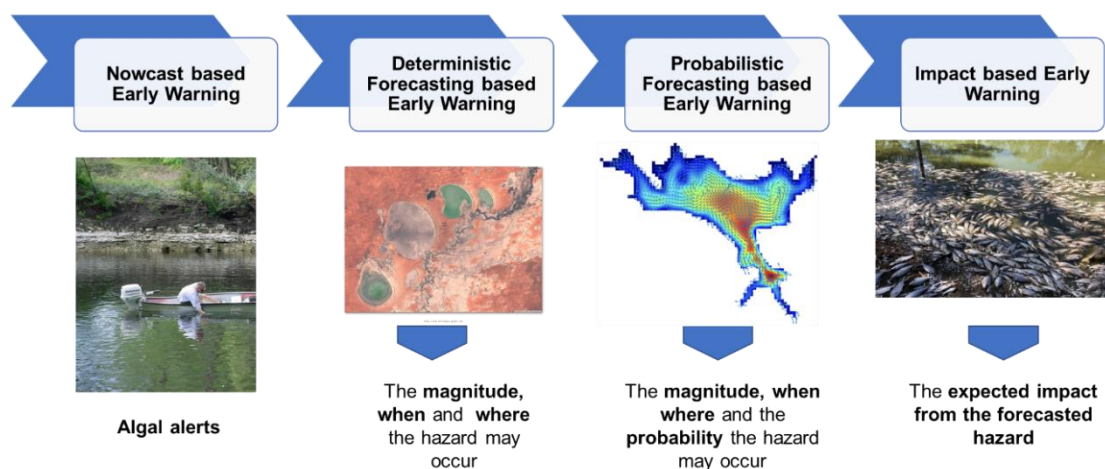 Nowcast based
Early Warning
Deterministic
Forecasting based
Early Warning
Probabilistic
Forecasting based
Early Warning
Impact based Early
Warning
Algal alerts
The magnitude,
when and where
the hazard may
occur
The magnitude, when
where and the
probability the hazard
may occur
The expected impact
from the forecasted
hazard